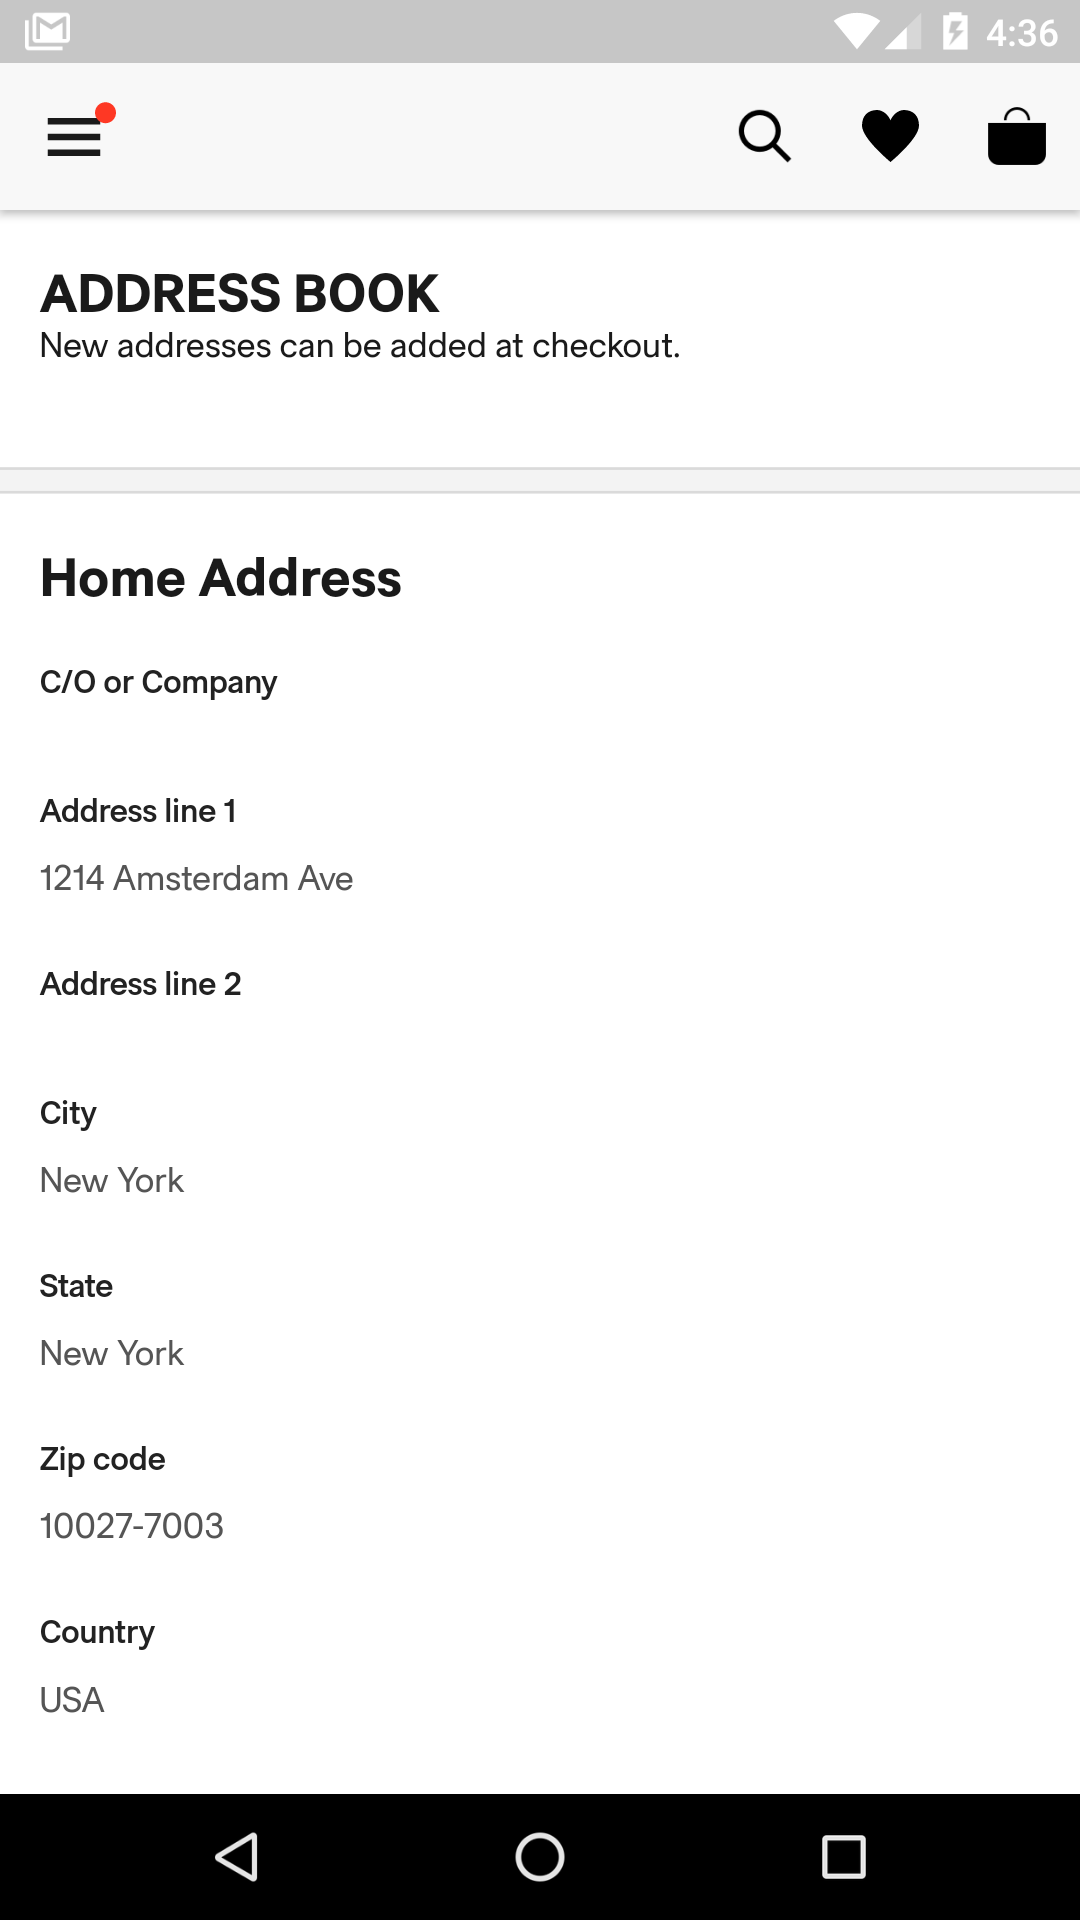 4:36
ADDRESS BOOK
New addresses can be added at checkout.
Home Address
C/O or Company
Address line 1
1214 Amsterdam Ave
Address line 2
City
New York
State
New York
Zip code
10027-7003
Country
USA